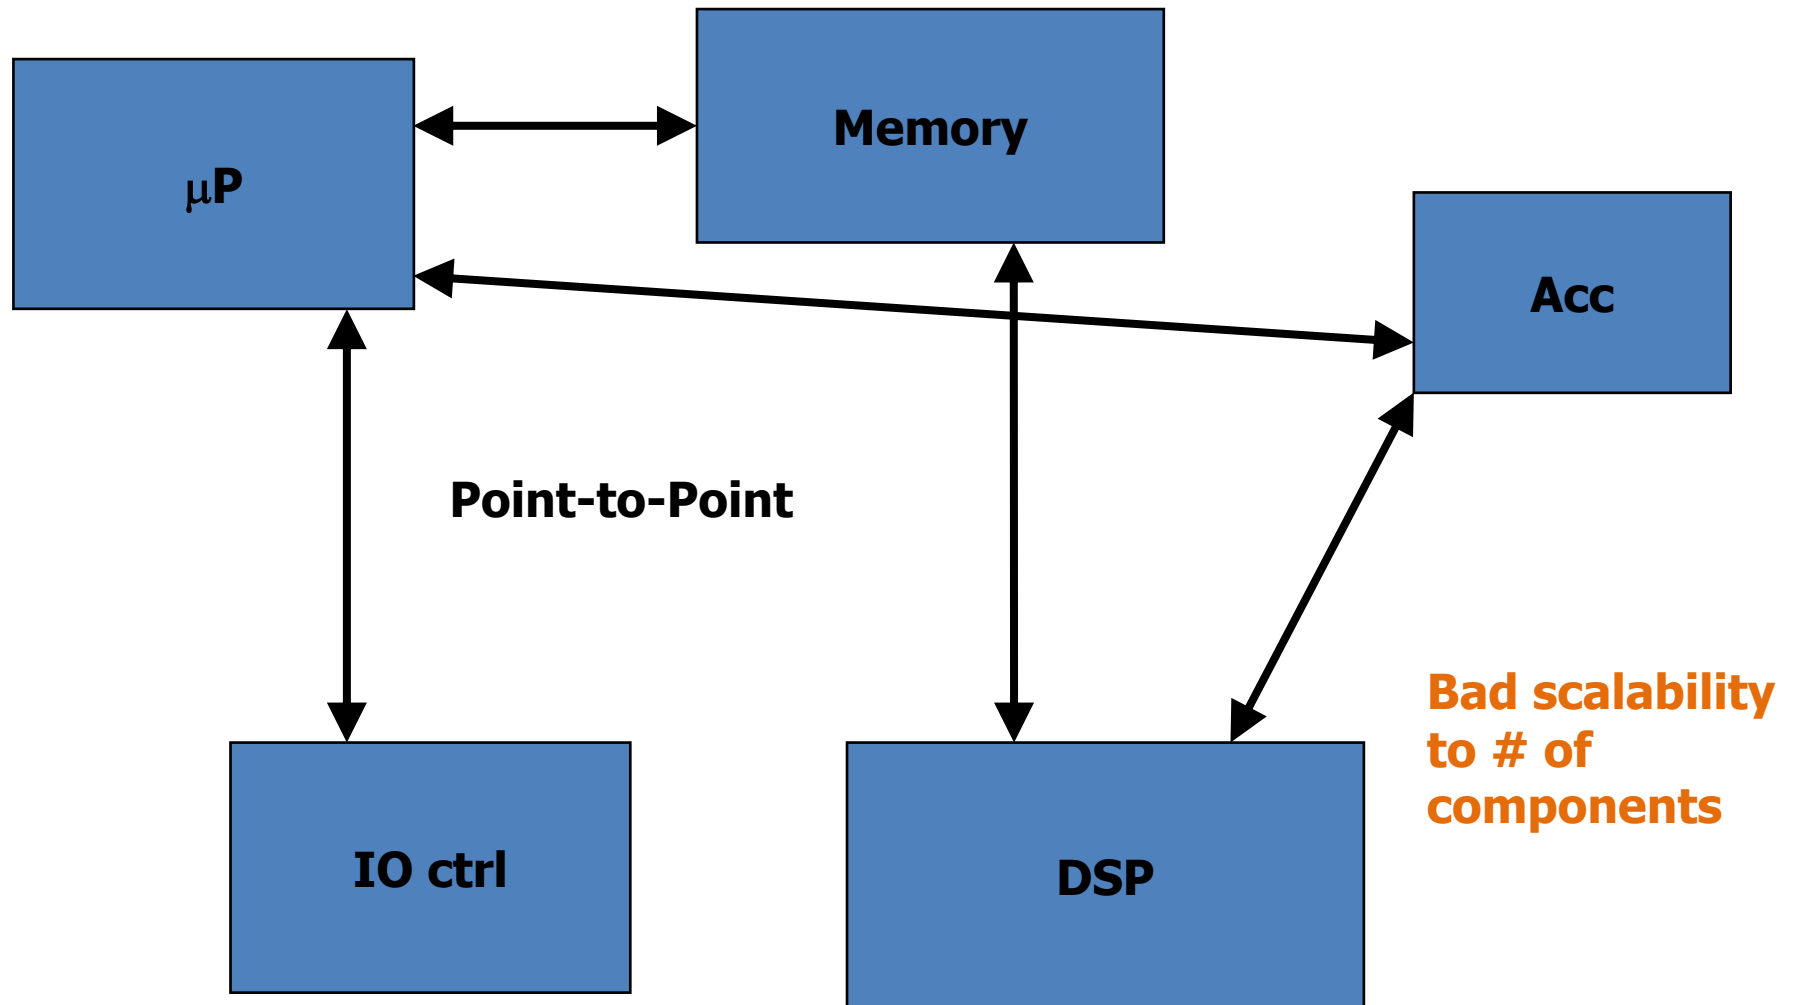 Memory
μP
Acc
Point-to-Point
Bad scalability
to # of
components
IO ctrl
DSP